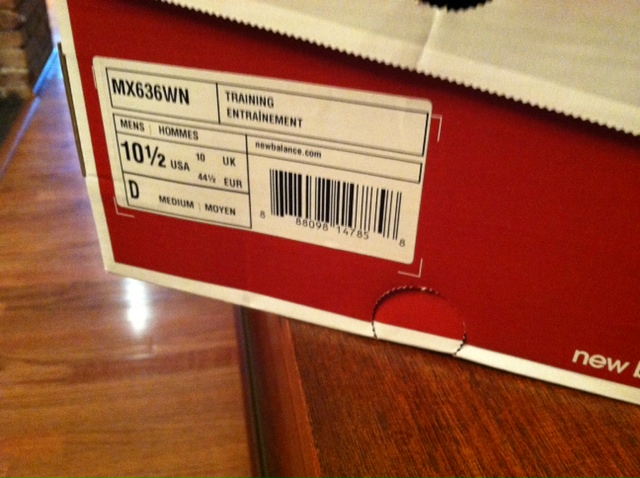 MX636WN
TRAINING
ENTRAÎNEMENT
MENS | HOMMES
newbalance.com
10½ USA 10 UK
44½ EUR
D MEDIUM | MOYEN
8 88098 14785 8
new b